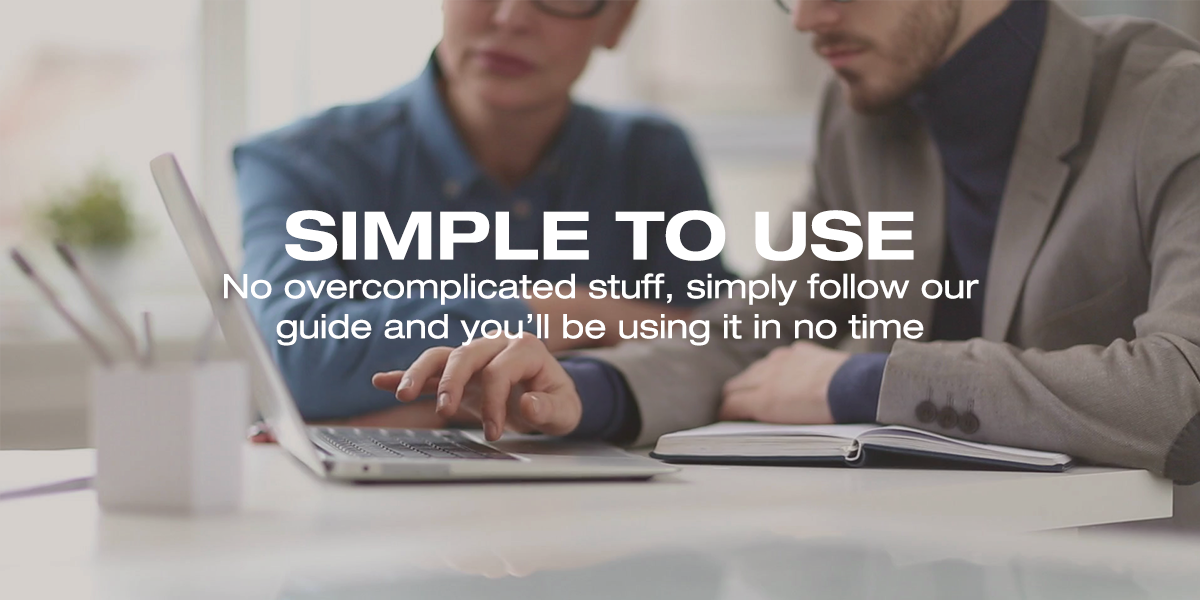 SIMPLE TO USE
No overcomplicated stuff, simply follow our
guide and you’ll be using it in no time